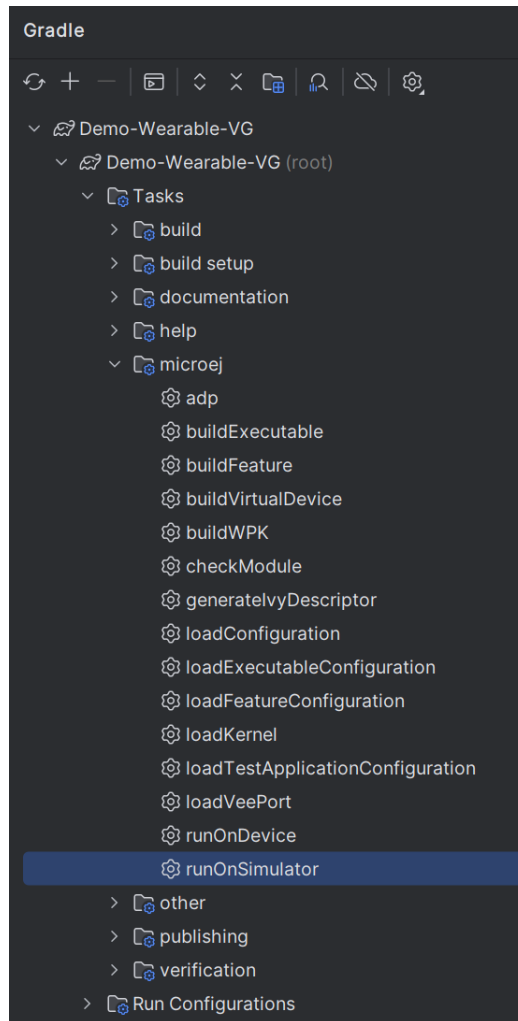 Gradle
Demo-Wearable-VG
Demo-Wearable-VG (root)
Tasks
build
build setup
documentation
help
microej
adp
buildExecutable
buildFeature
buildVirtualDevice
buildWPK
checkModule
generateIvyDescriptor
loadConfiguration
loadExecutableConfiguration
loadFeatureConfiguration
loadKernel
loadTestApplicationConfiguration
loadVeePort
runOnDevice
runOnSimulator
other
publishing
verification
Run Configurations